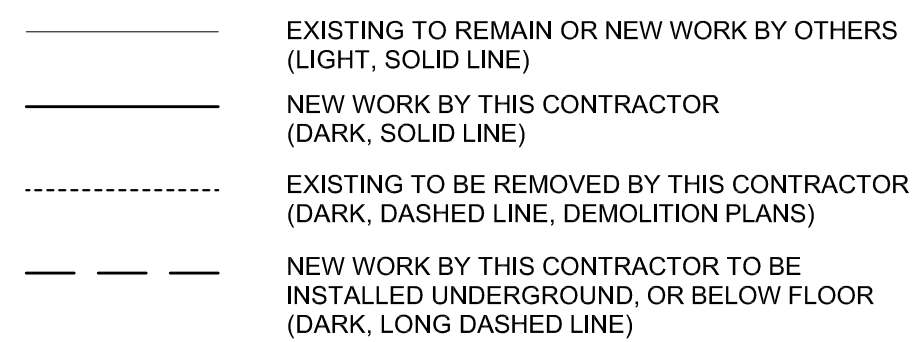 EXISTING TO REMAIN OR NEW WORK BY OTHERS
(LIGHT, SOLID LINE)
NEW WORK BY THIS CONTRACTOR
(DARK, SOLID LINE)
EXISTING TO BE REMOVED BY THIS CONTRACTOR
(DARK, DASHED LINE, DEMOLITION PLANS)
NEW WORK BY THIS CONTRACTOR TO BE
INSTALLED UNDERGROUND, OR BELOW FLOOR
(DARK, LONG DASHED LINE)